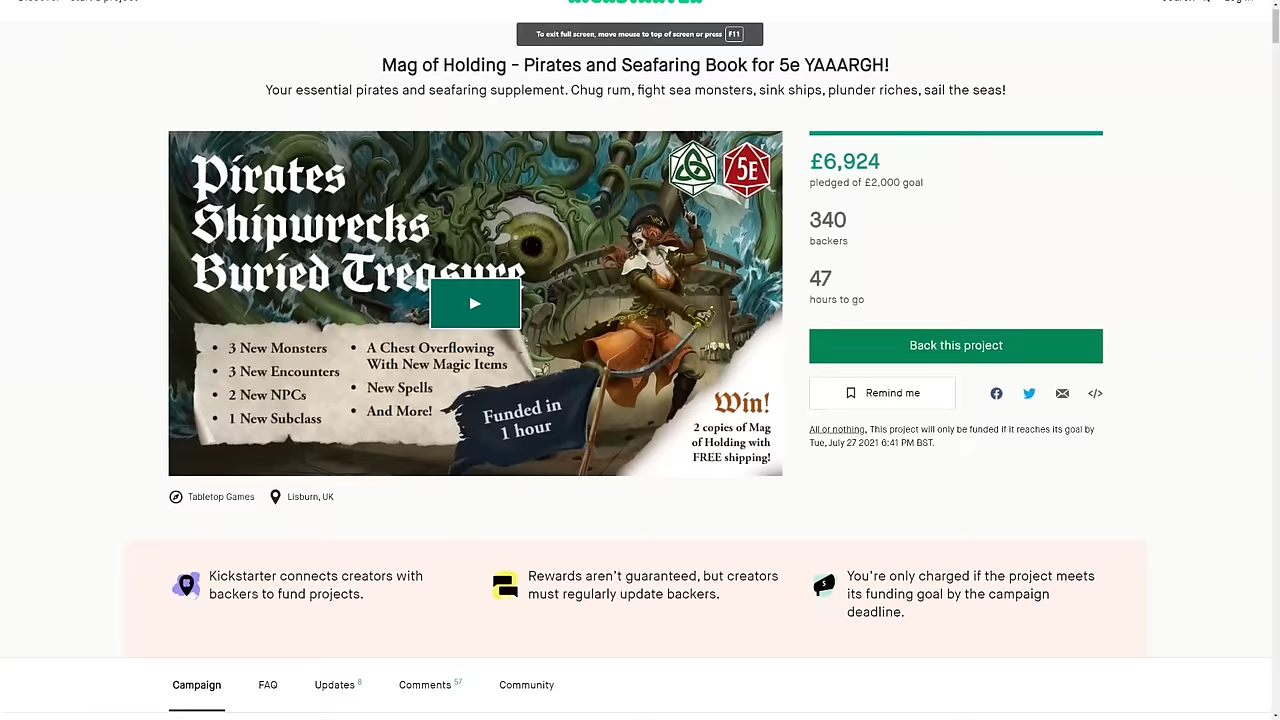 To exit full screen, move mouse to top of screen or press F11
Mag of Holding - Pirates and Seafaring Book for 5e YAAARGH!
Your essential pirates and seafaring supplement. Chug rum, fight sea monsters, sink ships, plunder riches, sail the seas!
Pirates
Shipwrecks
Buried Treasure
5E
• 3 New Monsters
• 3 New Encounters
• 2 New NPCs
• 1 New Subclass
• A Chest Overflowing
With New Magic Items
• New Spells
• And More!
Funded in
1 hour
Win!
2 copies of Mag
of Holding with
FREE shipping!
£6,924
pledged of £2,000 goal
340
backers
47
hours to go
Back this project
Remind me
All or nothing. This project will only be funded if it reaches its goal by
Tue, July 27 2021 6:41 PM BST.
Tabletop Games
Lisburn, UK
Kickstarter connects creators with
backers to fund projects.
Rewards aren't guaranteed, but creators
must regularly update backers.
You're only charged if the project meets
its funding goal by the campaign
deadline.
Campaign
FAQ
Updates 8
Comments 57
Community